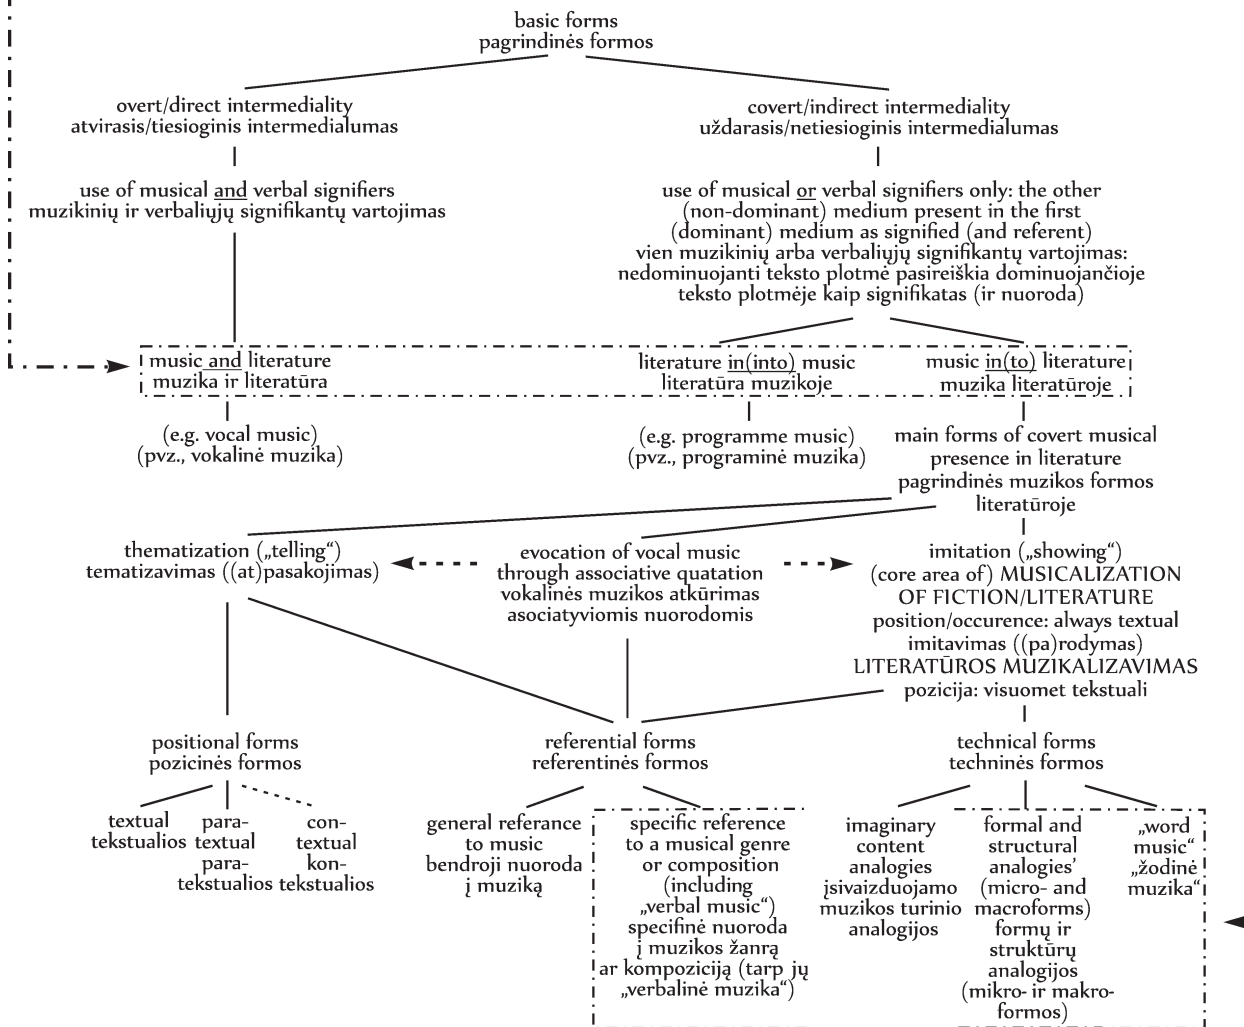 basic forms
pagrindinės formos
overt/direct intermediality
atvirasis/tiesioginis intermedialumas
covert/indirect intermediality
uždarasis/netiesioginis intermedialumas
use of musical and verbal signifiers
muzikinių ir verbaliųjų signifikantų vartojimas
use of musical or verbal signifiers only: the other
(non-dominant) medium present in the first
(dominant) medium as signified (and referent)
vien muzikinių arba verbaliųjų signifikantų vartojimas:
nedominuojanti teksto plotmė pasireiškia dominuojančioje
teksto plotmėje kaip signifikatas (ir nuoroda)
music and literature
muzika ir literatūra
literature in(into) music
literatūra muzikoje
music in(to) literature
muzika literatūroje
(e.g. vocal music)
(pvz., vokalinė muzika)
(e.g. programme music)
(pvz., programinė muzika)
main forms of covert musical
presence in literature
pagrindinės muzikos formos
literatūroje
thematization („telling“)
tematizavimas ((at)pasakojimas)
evocation of vocal music
through associative quatation
vokalinės muzikos atkūrimas
asociatyviomis nuorodomis
imitation („showing“)
(core area of) MUSICALIZATION
OF FICTION/LITERATURE
position/occurence: always textual
imitavimas ((pa)rodymas)
LITERATŪROS MUZIKALIZAVIMAS
pozicija: visuomet tekstuali
positional forms
pozicinės formos
referential forms
referentinės formos
technical forms
techninės formos
textual
tekstualios
para-
textual
para-
tekstualios
con-
textual
kon-
tekstualios
general referance
to music
bendroji nuoroda
į muziką
specific reference
to a musical genre
or composition
(including
„verbal music“)
specifinė nuoroda
į muzikos žanrą
ar kompoziciją (tarp jų
„verbalinė muzika“)
imaginary
content
analogies
įsivaizduojamo
muzikos turinio
analogijos
formal and
structural
analogies’
(micro- and
macroforms)
formų ir
struktūrų
analogijos
(mikro- ir makro-
formos)
„word
music“
„žodinė
muzika“